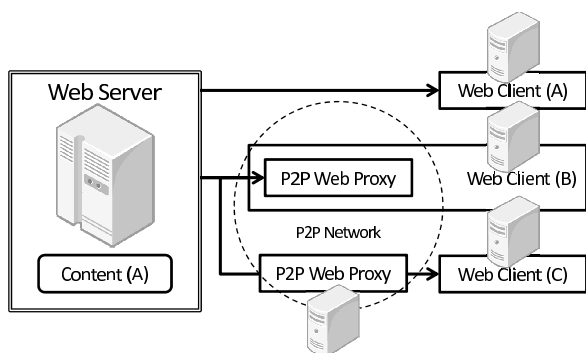 Web Server
Content (A)
Web Client (A)
P2P Web Proxy
Web Client (B)
P2P Network
P2P Web Proxy
Web Client (C)